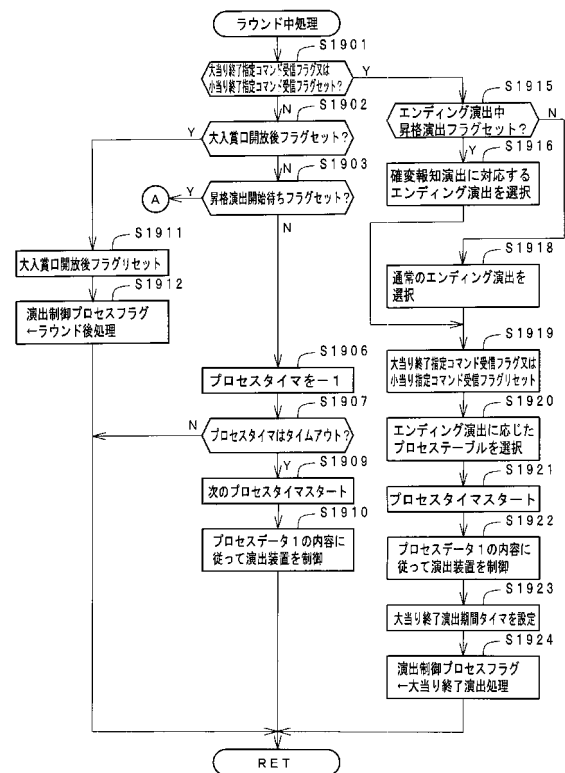 ラウンド中処理
S1901
大当り終了指定コマンド受信フラグ又は
小当り終了指定コマンド受信フラグセット?
Y
N
S1902
大入賞口開放後フラグセット?
Y
N
S1903
昇格演出開始待ちフラグセット?
Y
A
N
S1911
大入賞口開放後フラグリセット
S1912
演出制御プロセスフラグ
←ラウンド後処理
S1906
プロセスタイマを-1
S1907
プロセスタイマはタイムアウト?
N
Y
S1909
次のプロセスタイマスタート
S1910
プロセスデータ1の内容に
従って演出装置を制御
S1915
エンディング演出中
昇格演出フラグセット?
N
Y
S1916
確変報知演出に対応する
エンディング演出を選択
S1918
通常のエンディング演出を
選択
S1919
大当り終了指定コマンド受信フラグ又は
小当り指定コマンド受信フラグリセット
S1920
エンディング演出に応じた
プロセステーブルを選択
S1921
プロセスタイマスタート
S1922
プロセスデータ1の内容に
従って演出装置を制御
S1923
大当り終了演出期間タイマを設定
S1924
演出制御プロセスフラグ
←大当り終了演出処理
RET